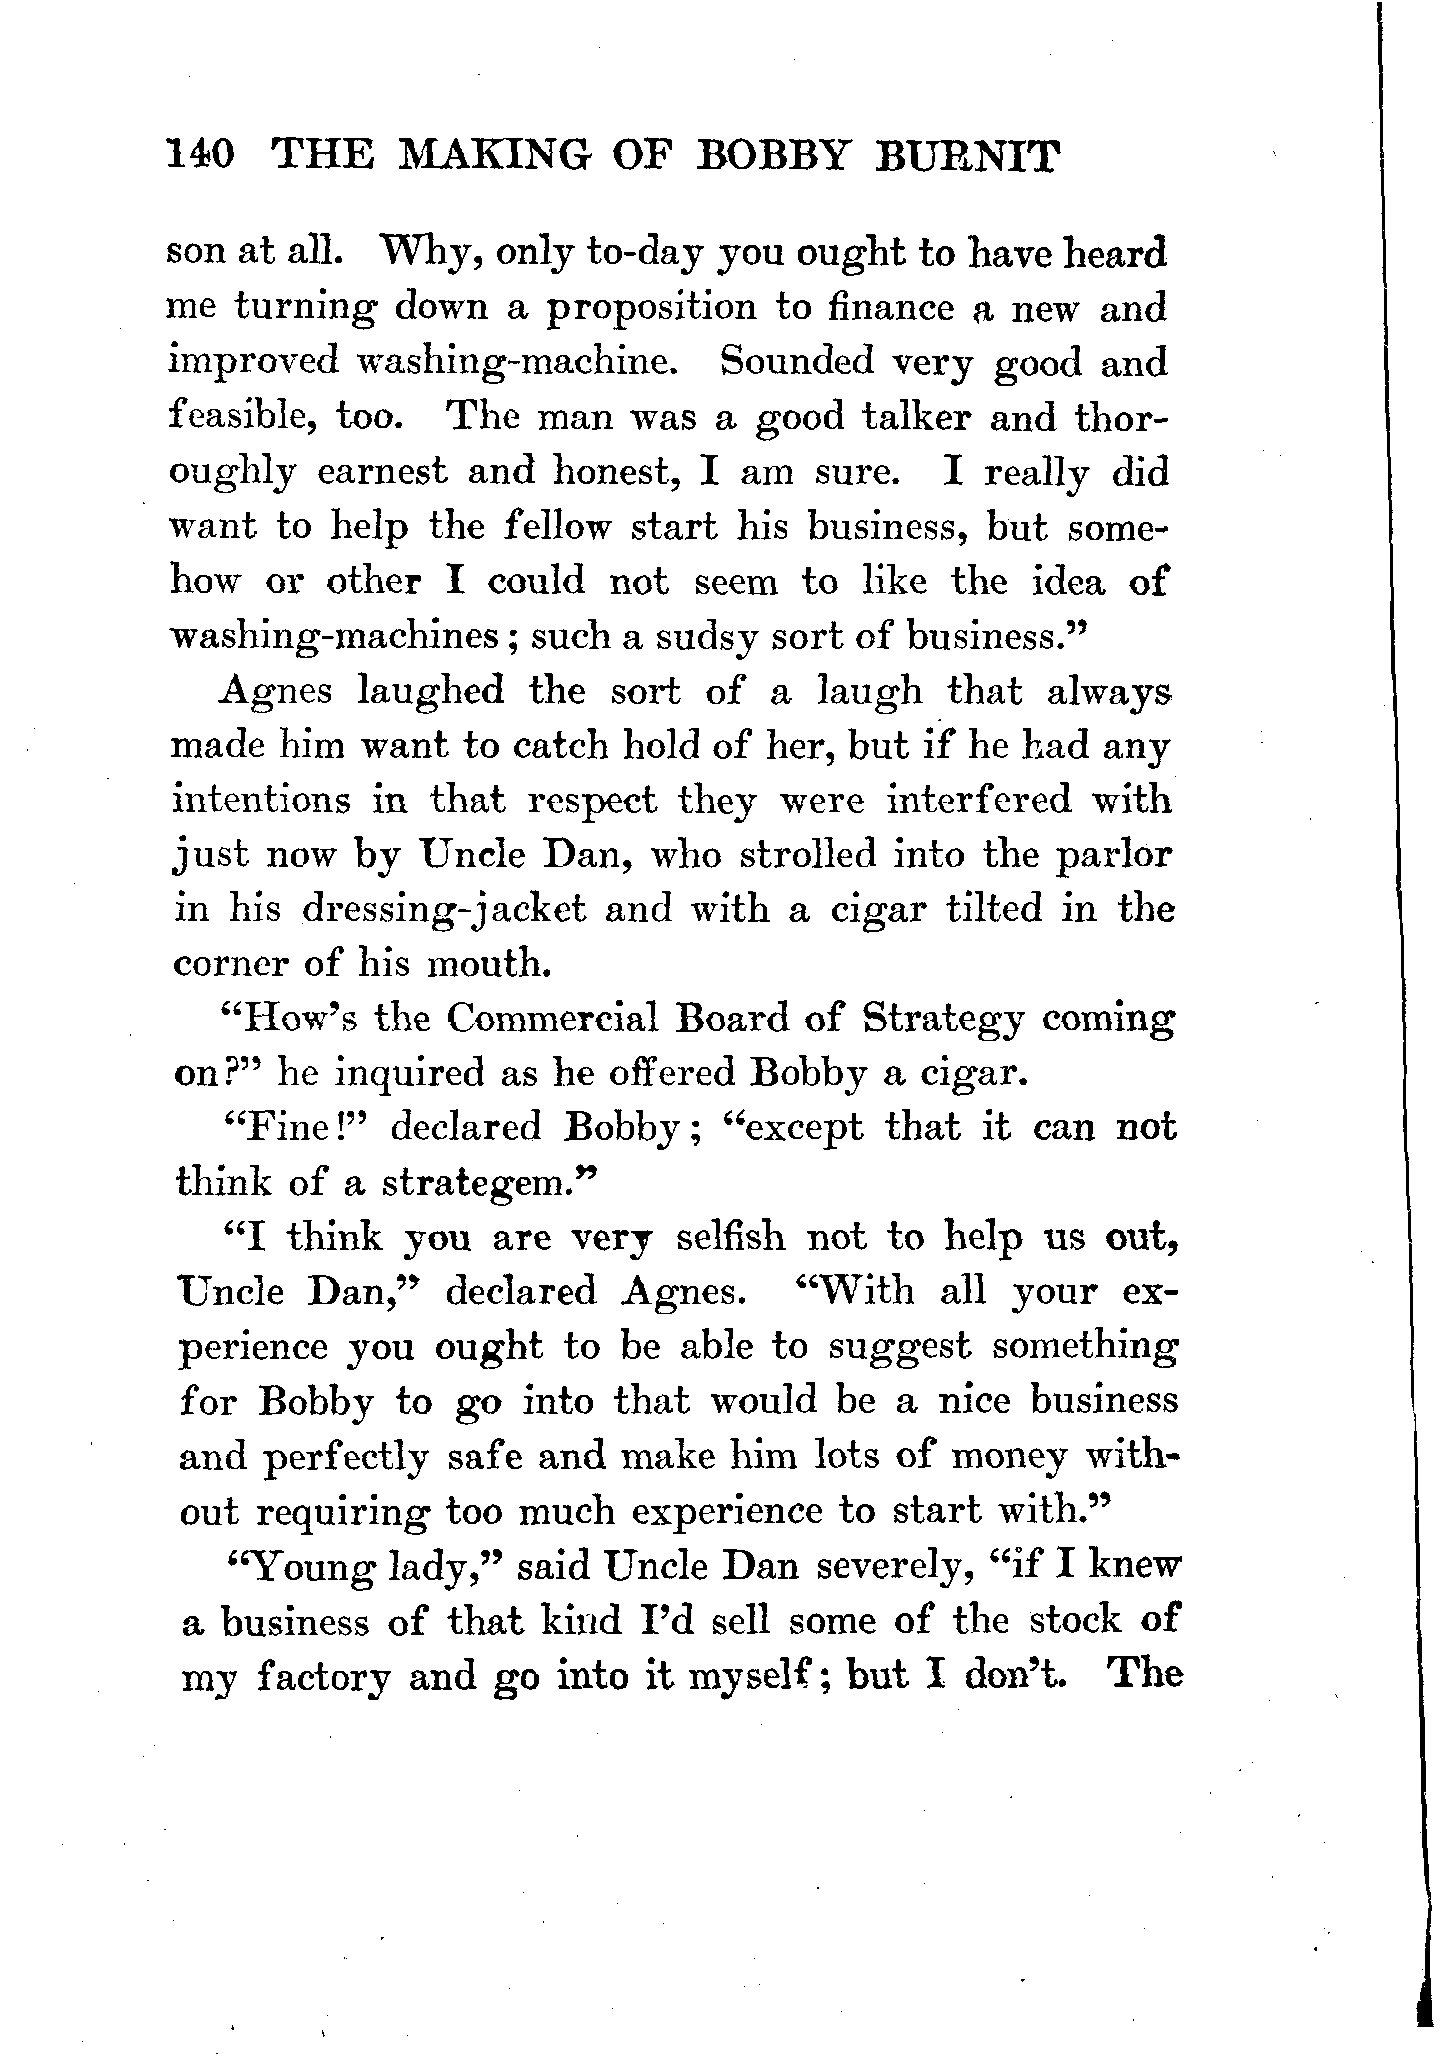 140 THE MAKING OF BOBBY BURNIT
son at all. Why, only to-day you ought to have heard
me turning down a proposition to finance a new and
improved washing-machine. Sounded very good and
feasible, too. The man was a good talker and thor-
oughly earnest and honest, I am sure. I really did
want to help the fellow start his business, but some-
how or other I could not seem to like the idea of
washing-machines; such a sudsy sort of business.”
Agnes laughed the sort of a laugh that always
made him want to catch hold of her, but if he had any
intentions in that respect they were interfered with
just now by Uncle Dan, who strolled into the parlor
in his dressing-jacket and with a cigar tilted in the
corner of his mouth.
“How’s the Commercial Board of Strategy coming
on?” he inquired as he offered Bobby a cigar.
“Fine!” declared Bobby; “except that it can not
think of a strategem.”
“I think you are very selfish not to help us out,
Uncle Dan,” declared Agnes. “With all your ex-
perience you ought to be able to suggest something
for Bobby to go into that would be a nice business
and perfectly safe and make him lots of money with-
out requiring too much experience to start with.”
“Young lady,” said Uncle Dan severely, “if I knew
a business of that kind I’d sell some of the stock of
my factory and go into it myself; but I don’t. The